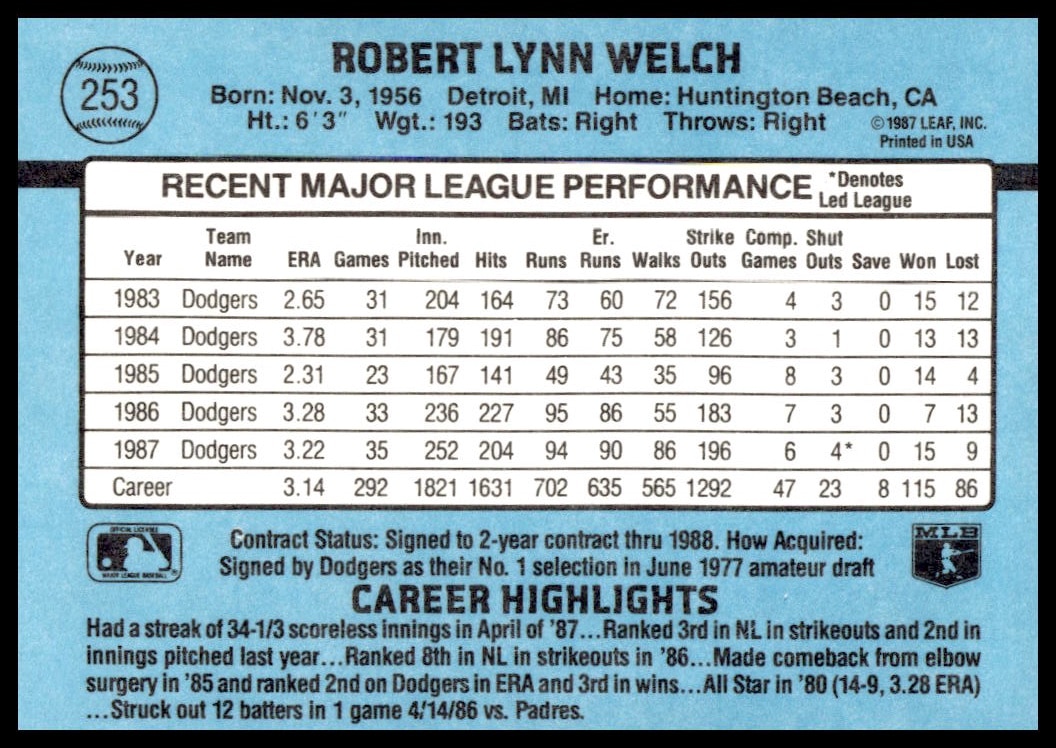 ROBERT LYNN WELCH
253
Born: Nov. 3, 1956 Detroit, MI Home: Huntington Beach, CA
Ht.: 6'3" Wgt.: 193 Bats: Right Throws: Right
©1987 LEAF, INC.
Printed in USA
RECENT MAJOR LEAGUE PERFORMANCE *Denotes
Led League
Year Team Name ERA Games Inn. Pitched Hits Runs Er. Runs Walks Strike Outs Comp. Games Shut Outs Save Won Lost
1983 Dodgers 2.65 31 204 164 73 60 72 156 4 3 0 15 12
1984 Dodgers 3.78 31 179 191 86 75 58 126 3 1 0 13 13
1985 Dodgers 2.31 23 167 141 49 43 35 96 8 3 0 14 4
1986 Dodgers 3.28 33 236 227 95 86 55 183 7 3 0 7 13
1987 Dodgers 3.22 35 252 204 94 90 86 196 6 4* 0 15 9
Career 3.14 292 1821 1631 702 635 565 1292 47 23 8 115 86
OFFICIAL LICENSEE
MAJOR LEAGUE BASEBALL
Contract Status: Signed to 2-year contract thru 1988. How Acquired:
Signed by Dodgers as their No. 1 selection in June 1977 amateur draft
MLB
CAREER HIGHLIGHTS
Had a streak of 34-1/3 scoreless innings in April of '87...Ranked 3rd in NL in strikeouts and 2nd in
innings pitched last year...Ranked 8th in NL in strikeouts in '86...Made comeback from elbow
surgery in '85 and ranked 2nd on Dodgers in ERA and 3rd in wins...All Star in '80 (14-9, 3.28 ERA)
...Struck out 12 batters in 1 game 4/14/86 vs. Padres.